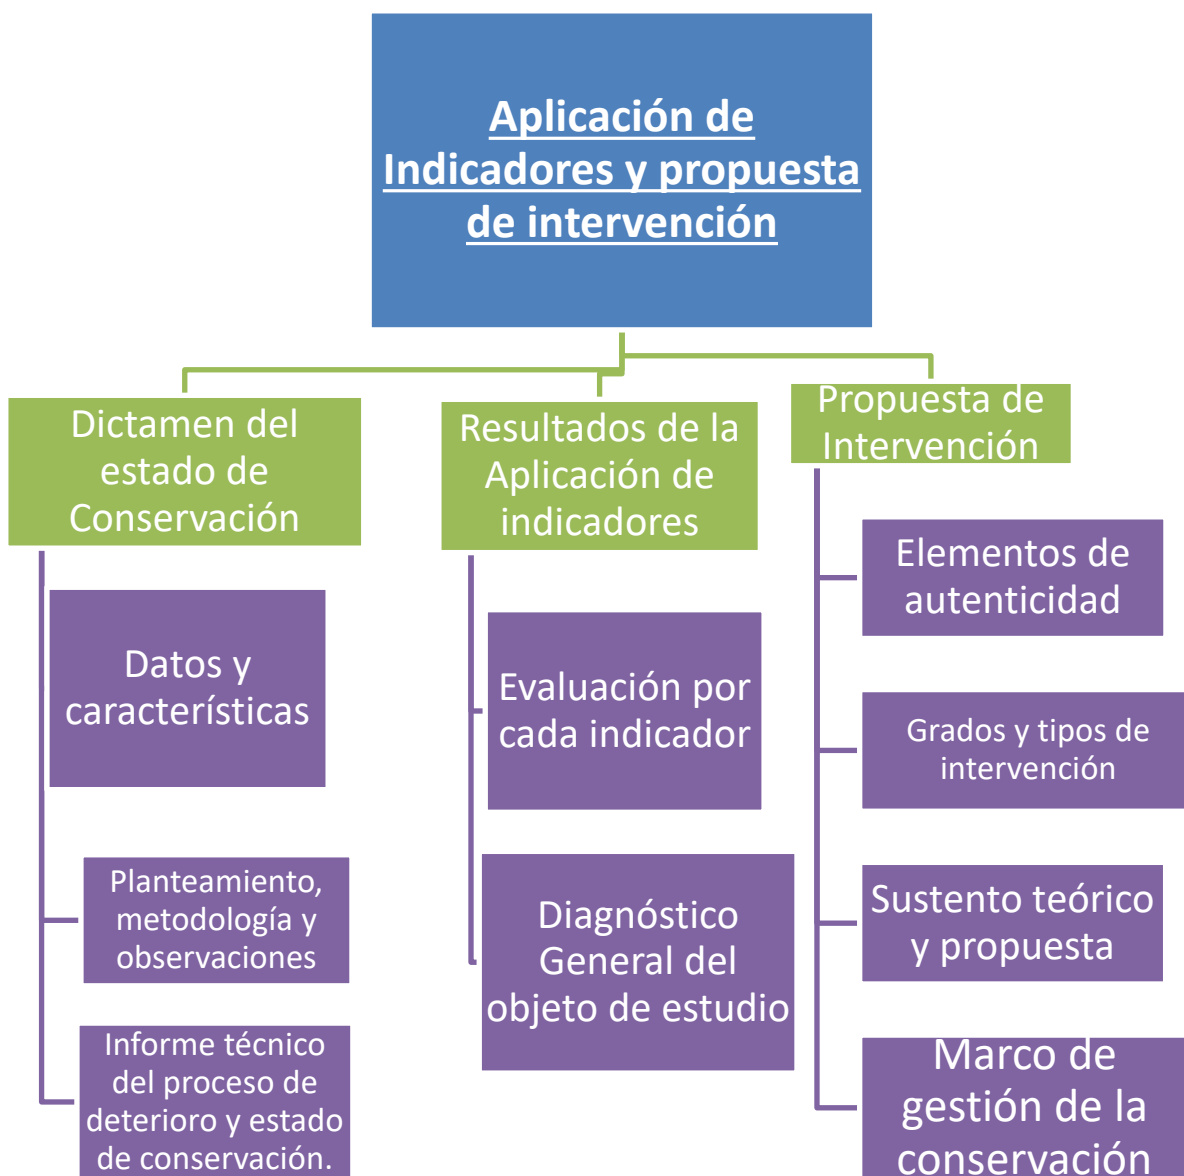 Aplicación de
Indicadores y propuesta
de intervención
Dictamen del
estado de
Conservación
Datos y
características
Planteamiento,
metodología y
observaciones
Informe técnico
del proceso de
deterioro y estado
de conservación.
Resultados de la
Aplicación de
indicadores
Evaluación por
cada indicador
Diagnóstico
General del
objeto de estudio
Propuesta de
Intervención
Elementos de
autenticidad
Grados y tipos de
intervención
Sustento teórico
y propuesta
Marco de
gestión de la
conservación